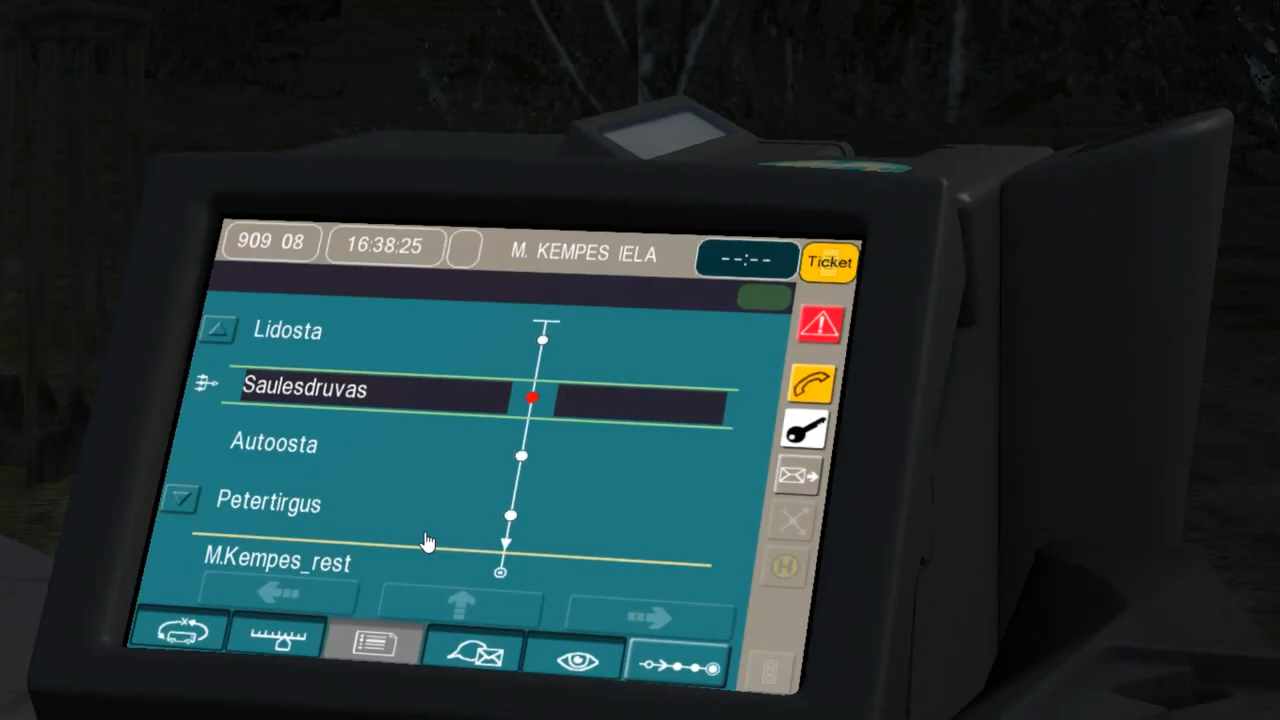 909 08
16:38:25
M. KEMPES IELA
--:--
Ticket
Lidosta
Saulesdruvas
Autoosta
Petertirgus
M.Kempes_rest
H